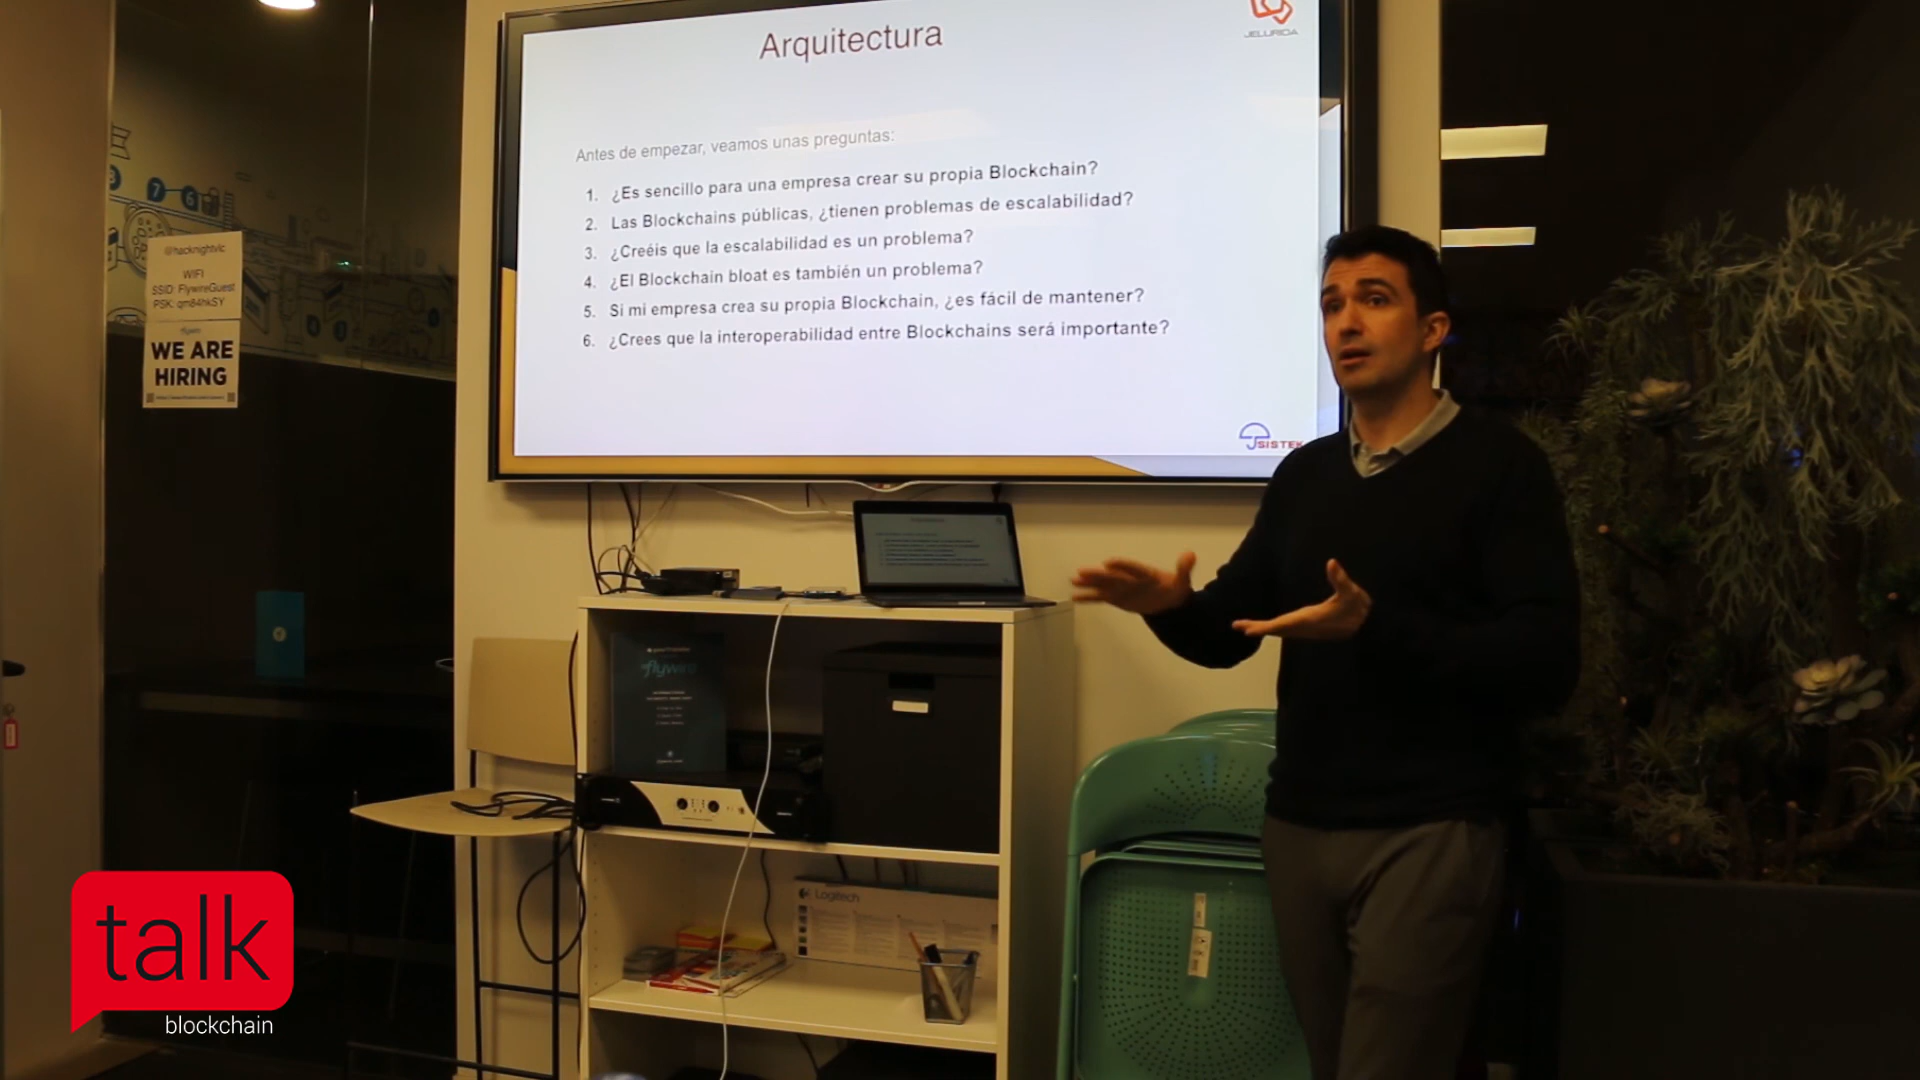 Arquitectura
JELURIDA
Antes de empezar, veamos unas preguntas:
1. ¿Es sencillo para una empresa crear su propia Blockchain?
2. Las Blockchains públicas, ¿tienen problemas de escalabilidad?
3. ¿Creéis que la escalabilidad es un problema?
4. ¿El Blockchain bloat es también un problema?
5. Si mi empresa crea su propia Blockchain, ¿es fácil de mantener?
6. ¿Crees que la interoperabilidad entre Blockchains será importante?
SISTEK
7
6
@hacknightvlc
WIFI
SSID: FlywireGuest
PSK: qm84hkSY
flywire
WE ARE
HIRING
flywire
Logitech
talk
blockchain